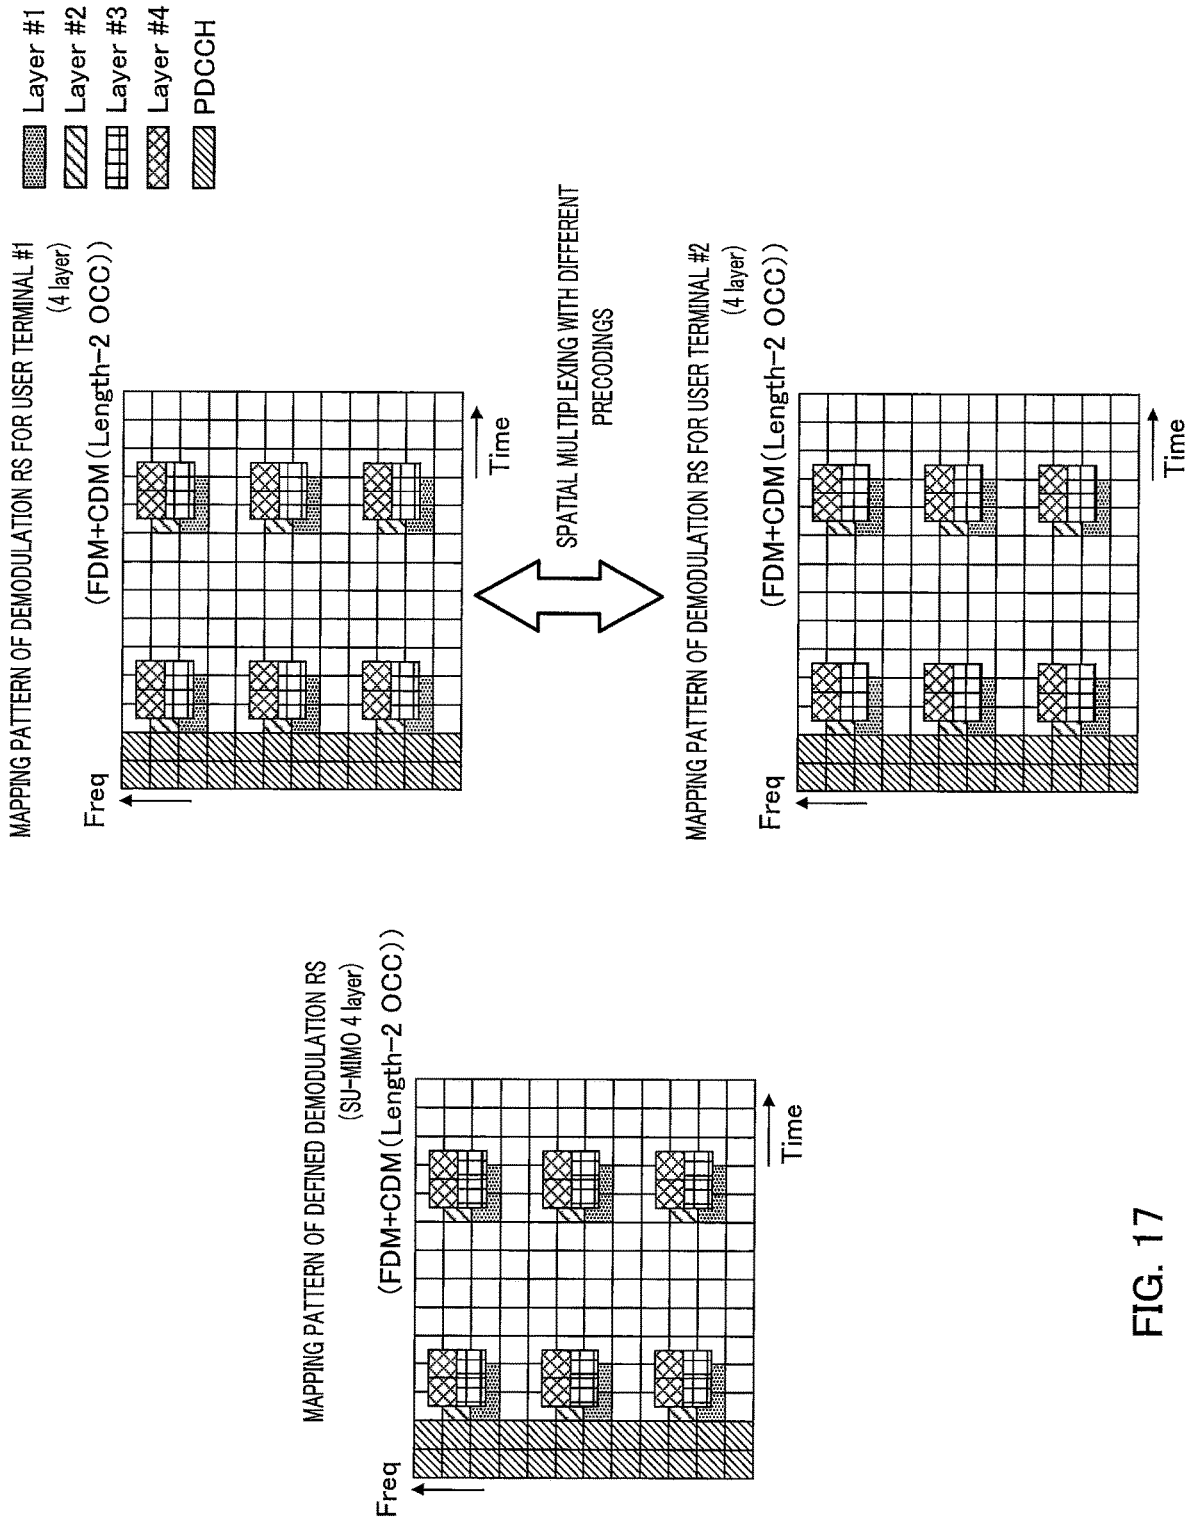 Layer #1
Layer #2
Layer #3
Layer #4
PDCCH
MAPPING PATTERN OF DEFINED DEMODULATION RS
(SU-MIMO 4 layer)
(FDM+CDM(Length-2 OCC))
Freq
Time
MAPPING PATTERN OF DEMODULATION RS FOR USER TERMINAL #1
(4 layer)
(FDM+CDM(Length-2 OCC))
Freq
Time
SPATIAL MULTIPLEXING WITH DIFFERENT
PRECODINGS
MAPPING PATTERN OF DEMODULATION RS FOR USER TERMINAL #2
(4 layer)
(FDM+CDM(Length-2 OCC))
Freq
Time
FIG. 17